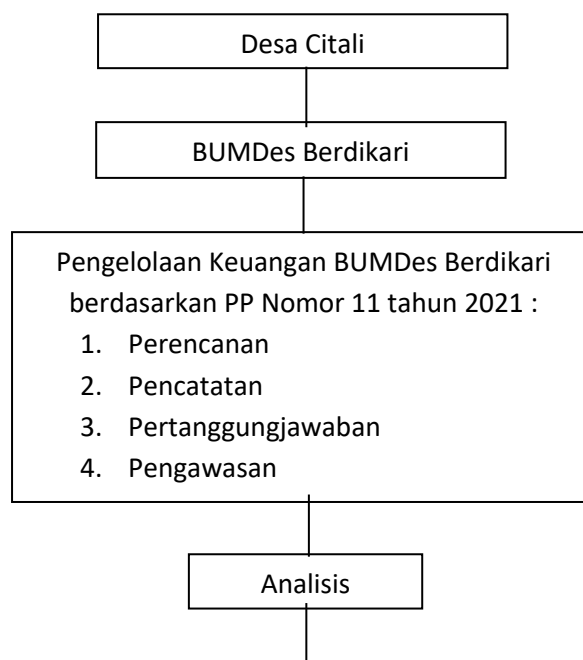 Desa Citali
BUMDes Berdikari
Pengelolaan Keuangan BUMDes Berdikari
berdasarkan PP Nomor 11 tahun 2021 :
1. Perencanan
2. Pencatatan
3. Pertanggungjawaban
4. Pengawasan
Analisis